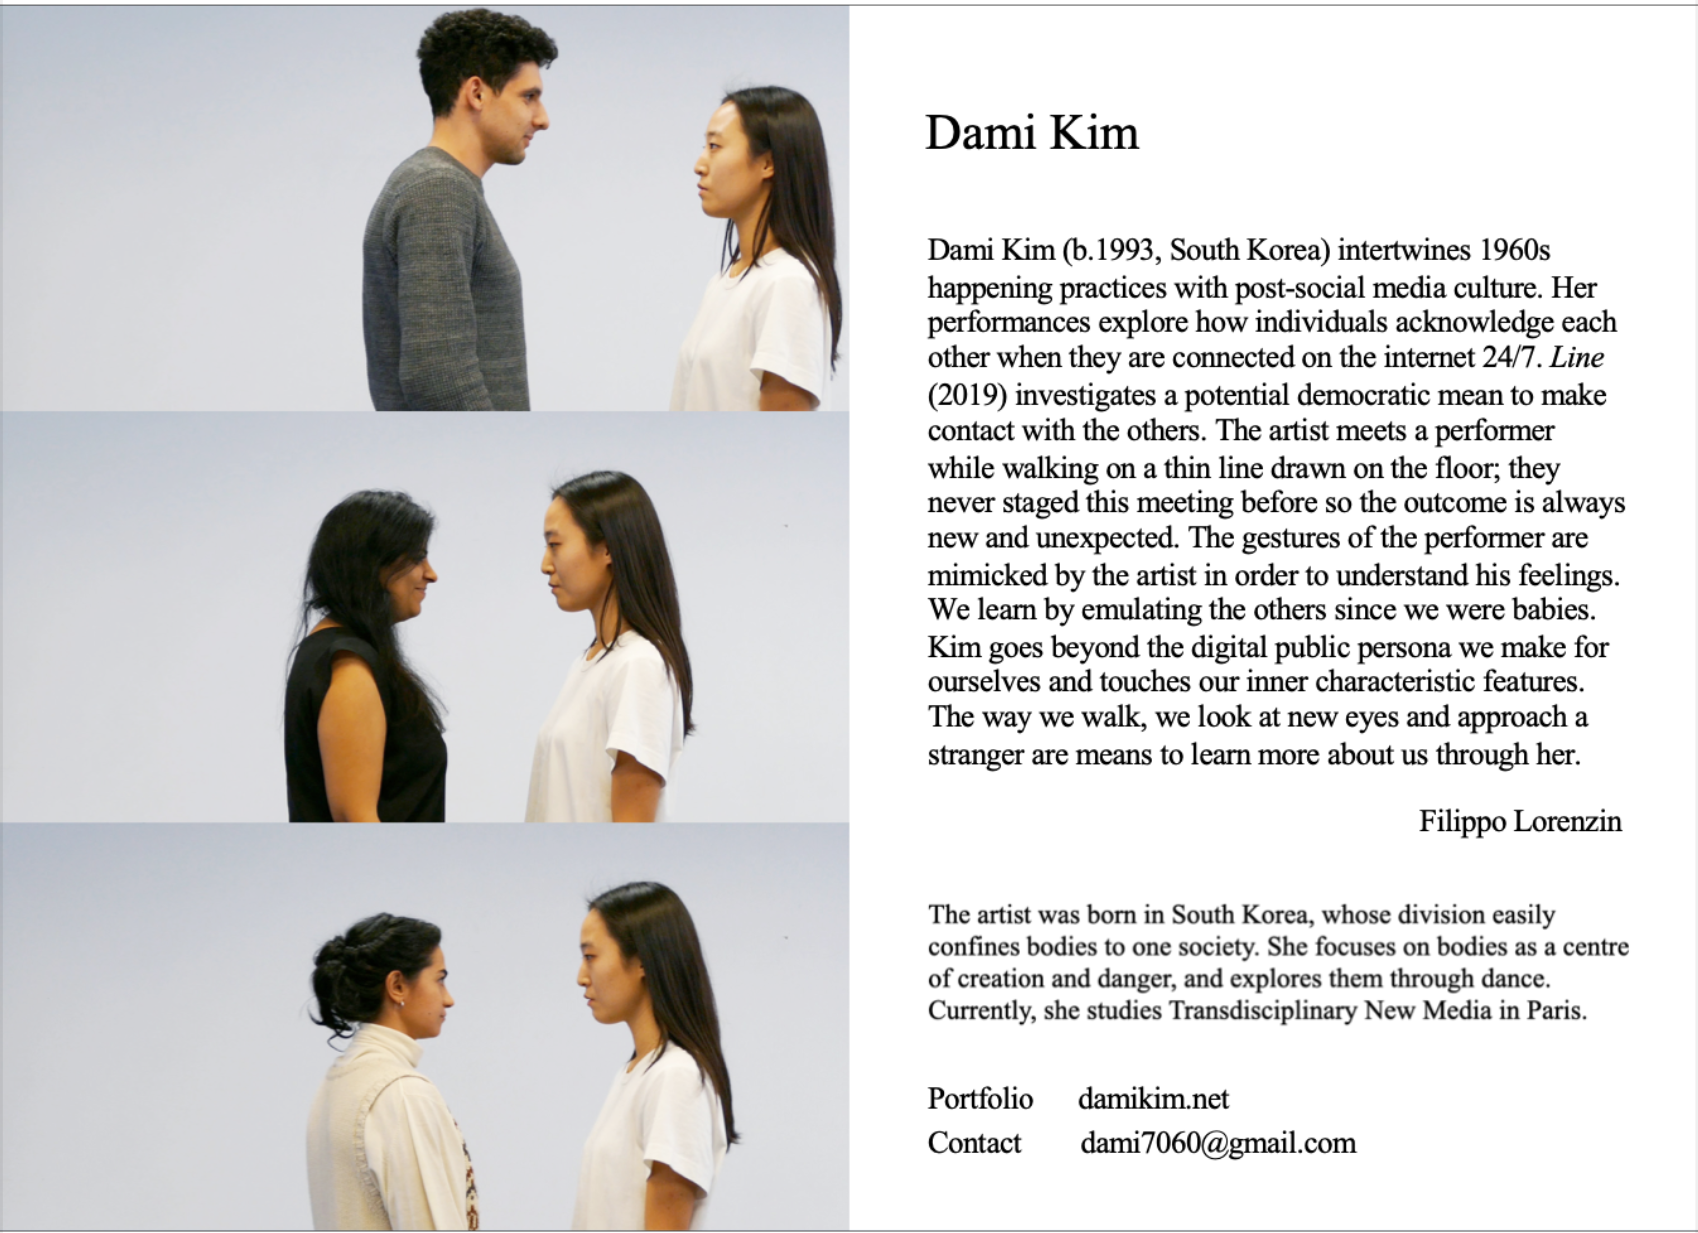 Dami Kim
Dami Kim (b.1993, South Korea) intertwines 1960s
happening practices with post-social media culture. Her
performances explore how individuals acknowledge each
other when they are connected on the internet 24/7. Line
(2019) investigates a potential democratic mean to make
contact with the others. The artist meets a performer
while walking on a thin line drawn on the floor; they
never staged this meeting before so the outcome is always
new and unexpected. The gestures of the performer are
mimicked by the artist in order to understand his feelings.
We learn by emulating the others since we were babies.
Kim goes beyond the digital public persona we make for
ourselves and touches our inner characteristic features.
The way we walk, we look at new eyes and approach a
stranger are means to learn more about us through her.
Filippo Lorenzin
The artist was born in South Korea, whose division easily
confines bodies to one society. She focuses on bodies as a centre
of creation and danger, and explores them through dance.
Currently, she studies Transdisciplinary New Media in Paris.
Portfolio damikim.net
Contact dami7060@gmail.com